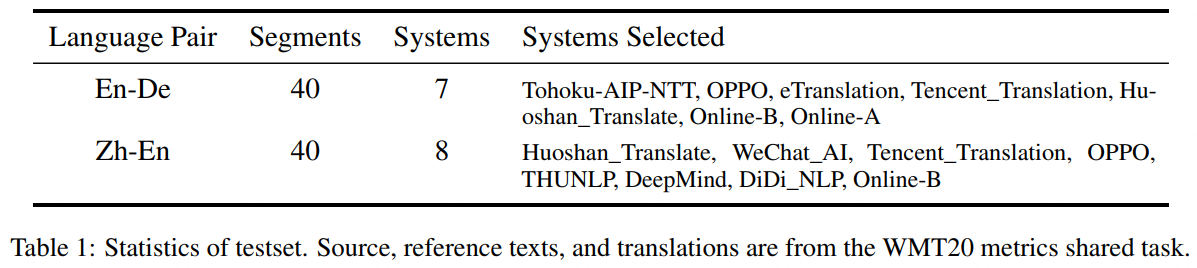 Language Pair Segments Systems Systems Selected
En-De 40 7 Tohoku-AIP-NTT, OPPO, eTranslation, Tencent_Translation, Hu-
oshan_Translate, Online-B, Online-A
Zh-En 40 8 Huoshan_Translate, WeChat_AI, Tencent_Translation, OPPO,
THUNLP, DeepMind, DiDi_NLP, Online-B
Table 1: Statistics of testset. Source, reference texts, and translations are from the WMT20 metrics shared task.